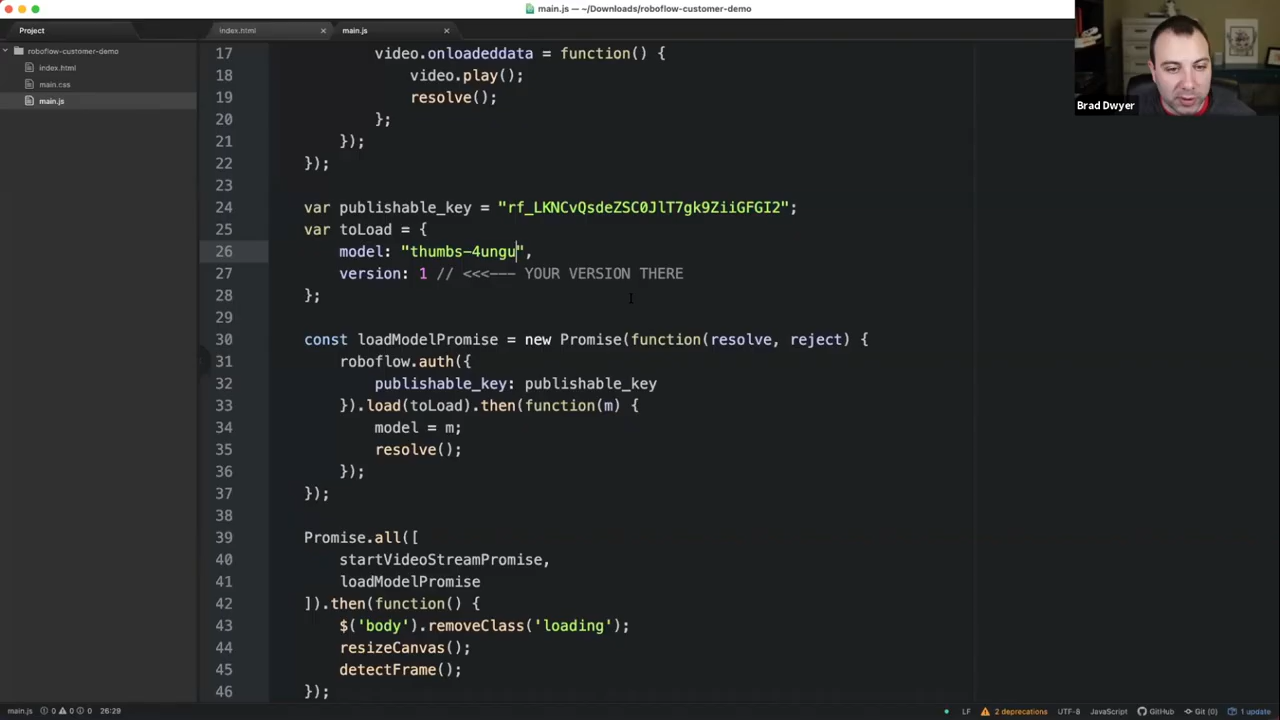 main.js — ~/Downloads/roboflow-customer-demo
Project
index.html
main.js
roboflow-customer-demo
index.html
main.css
main.js
Brad Dwyer
17 video.onloadeddata = function() {
18 video.play();
19 resolve();
20 };
21 });
22 });
23
24 var publishable_key = "rf_LKNCvQsdeZSC0JlT7gk9ZiiGFGI2";
25 var toLoad = {
26 model: "thumbs-4ungu",
27 version: 1 // <<<--- YOUR VERSION THERE
28 };
29
30 const loadModelPromise = new Promise(function(resolve, reject) {
31 roboflow.auth({
32 publishable_key: publishable_key
33 }).load(toLoad).then(function(m) {
34 model = m;
35 resolve();
36 });
37 });
38
39 Promise.all([
40 startVideoStreamPromise,
41 loadModelPromise
42 ]).then(function() {
43 $('body').removeClass('loading');
44 resizeCanvas();
45 detectFrame();
46 });
main.js 0 0 0 26:29 LF 2 deprecations UTF-8 JavaScript GitHub Git (0) 1 update